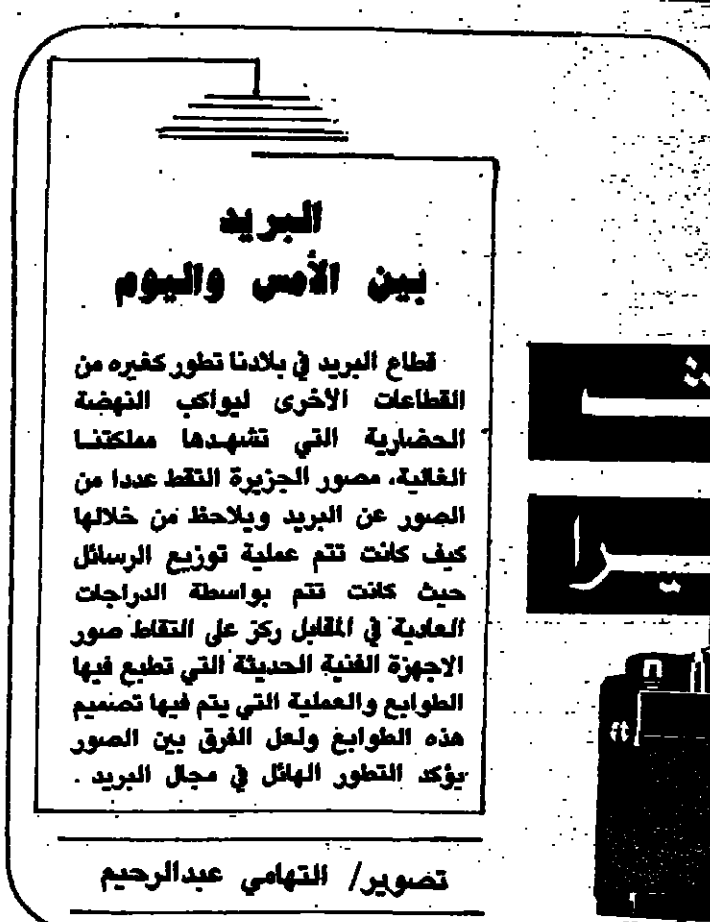 البريد
بين الأمس واليوم
قطاع البريد في بلادنا تطور كغيره من
القطاعات الأخرى ليواكب النهضة
الحضارية التي تشهدها مملكتنا
الغالية، مصور الجزيرة التقط عددا من
الصور عن البريد ويلاحظ من خلالها
كيف كانت تتم عملية توزيع الرسائل
حيث كانت تتم بواسطة الدراجات
العادية في المقابل ركز على التقاط صور
الاجهزة الفنية الحديثة التي تطبع فيها
الطوابع والعملية التي يتم فيها تصميم
هذه الطوابع ولعل الفرق بين الصور
يؤكد التطور الهائل في مجال البريد .
تصوير/ التهامي عبدالرحيم